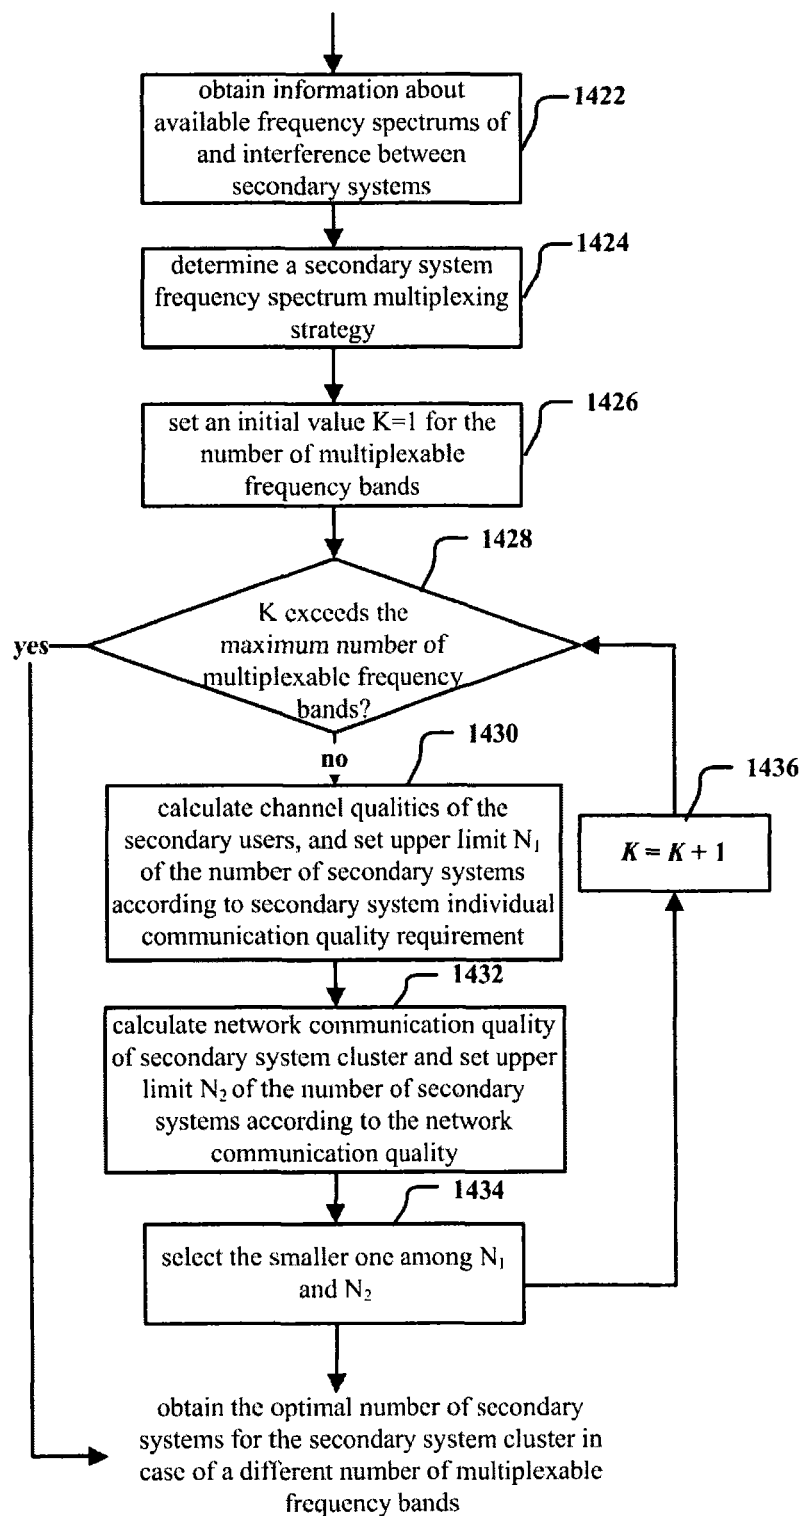 obtain information about
available frequency spectrums of
and interference between
secondary systems
1422
determine a secondary system
frequency spectrum multiplexing
strategy
1424
set an initial value K=1 for the
number of multiplexable
frequency bands
1426
1428
K exceeds the
maximum number of
multiplexable frequency
bands?
yes
no
1430
calculate channel qualities of the
secondary users, and set upper limit N₁
of the number of secondary systems
according to secondary system individual
communication quality requirement
1436
K = K + 1
1432
calculate network communication quality
of secondary system cluster and set upper
limit N₂ of the number of secondary
systems according to the network
communication quality
1434
select the smaller one among N₁
and N₂
obtain the optimal number of secondary
systems for the secondary system cluster in
case of a different number of multiplexable
frequency bands